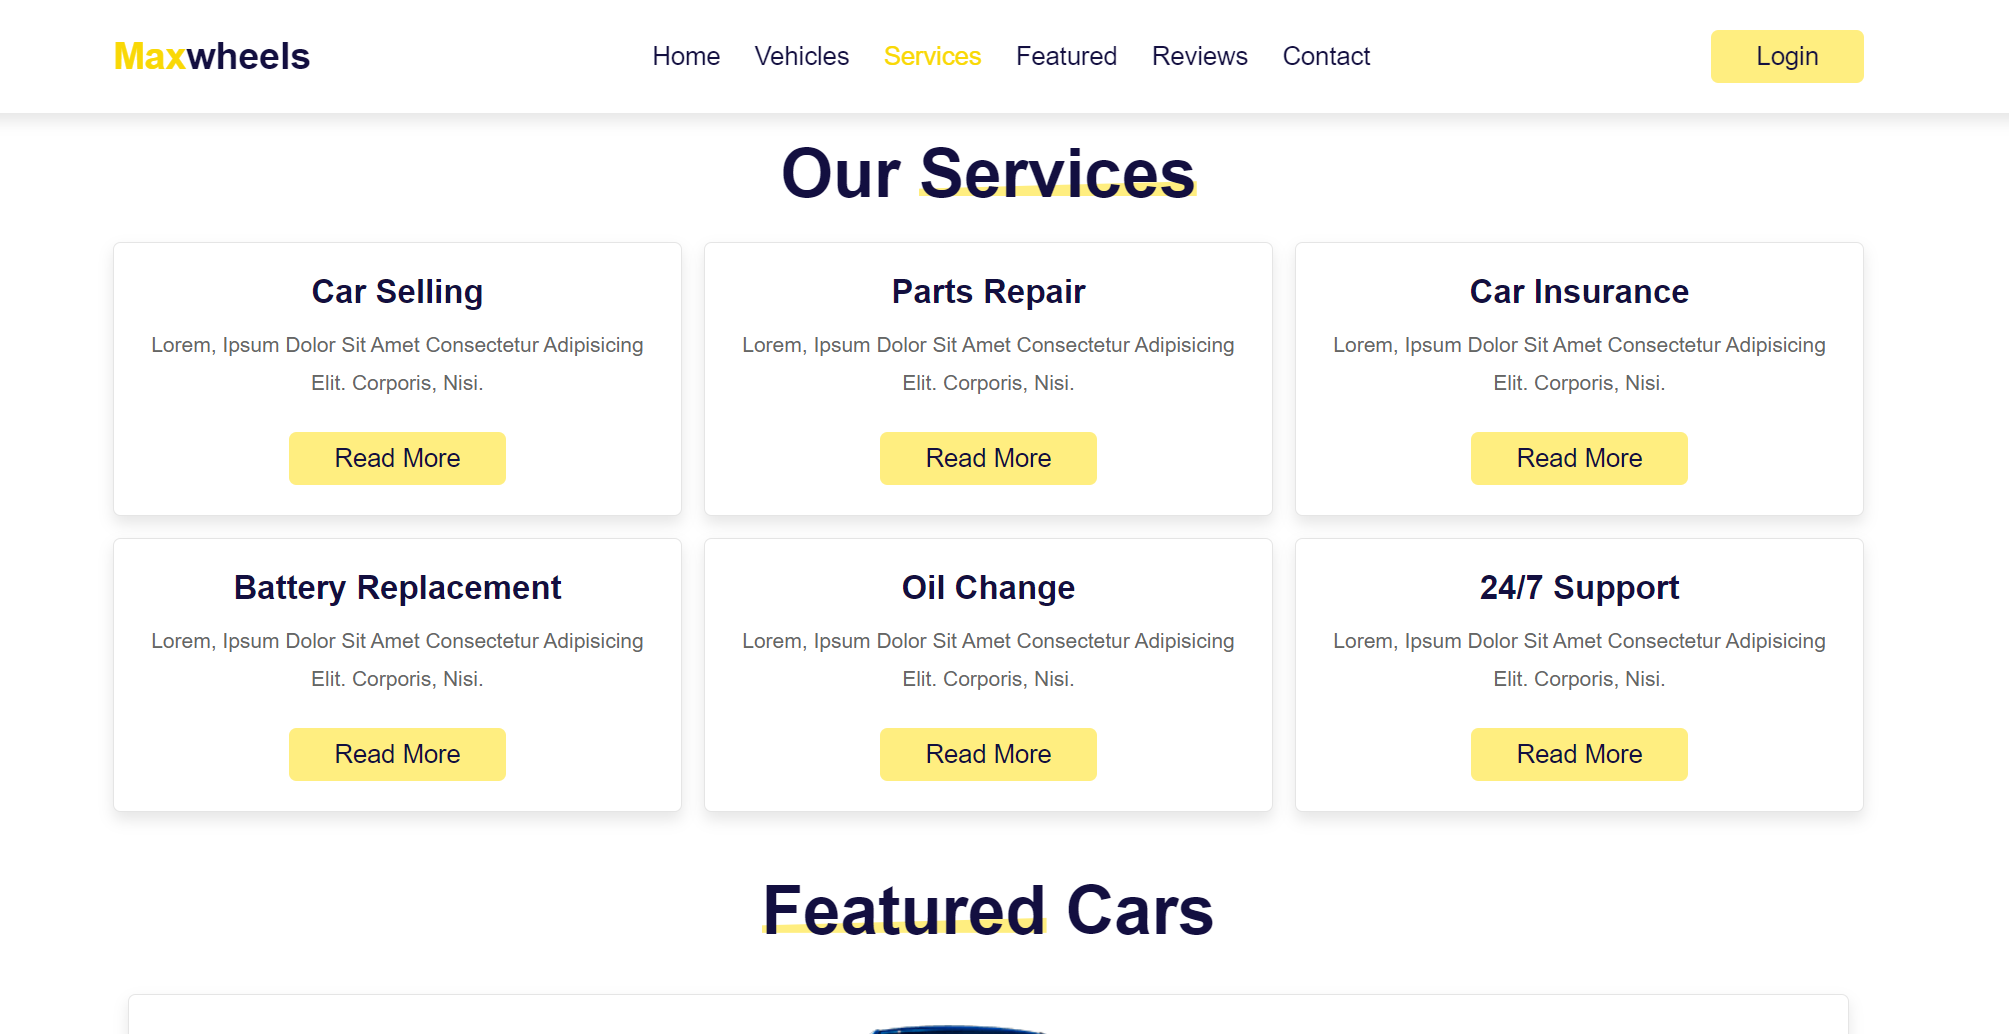 Maxwheels
Home Vehicles Services Featured Reviews Contact
Login
Our Services
Car Selling
Lorem, Ipsum Dolor Sit Amet Consectetur Adipisicing
Elit. Corporis, Nisi.
Read More
Parts Repair
Lorem, Ipsum Dolor Sit Amet Consectetur Adipisicing
Elit. Corporis, Nisi.
Read More
Car Insurance
Lorem, Ipsum Dolor Sit Amet Consectetur Adipisicing
Elit. Corporis, Nisi.
Read More
Battery Replacement
Lorem, Ipsum Dolor Sit Amet Consectetur Adipisicing
Elit. Corporis, Nisi.
Read More
Oil Change
Lorem, Ipsum Dolor Sit Amet Consectetur Adipisicing
Elit. Corporis, Nisi.
Read More
24/7 Support
Lorem, Ipsum Dolor Sit Amet Consectetur Adipisicing
Elit. Corporis, Nisi.
Read More
Featured Cars